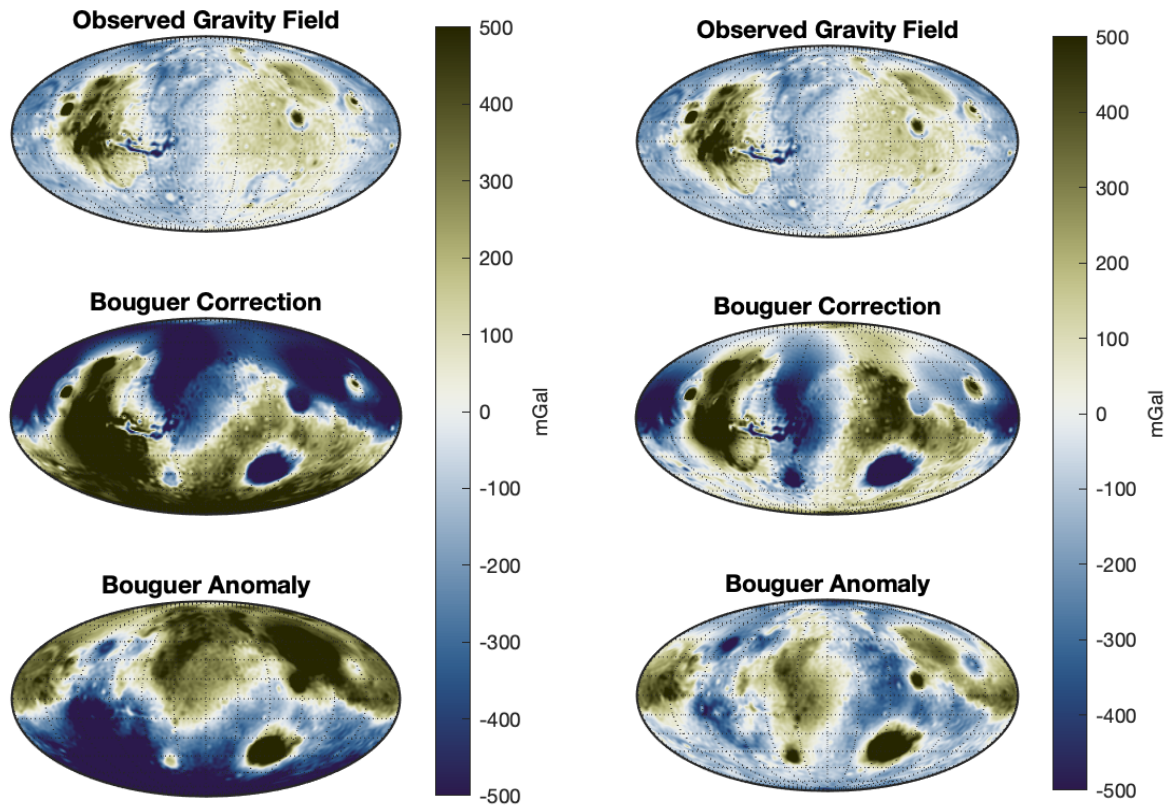 Observed Gravity Field
500
400
300
200
100
0
-100
-200
-300
-400
-500
mGal
Bouguer Correction
Bouguer Anomaly
Observed Gravity Field
500
400
300
200
100
0
-100
-200
-300
-400
-500
mGal
Bouguer Correction
Bouguer Anomaly